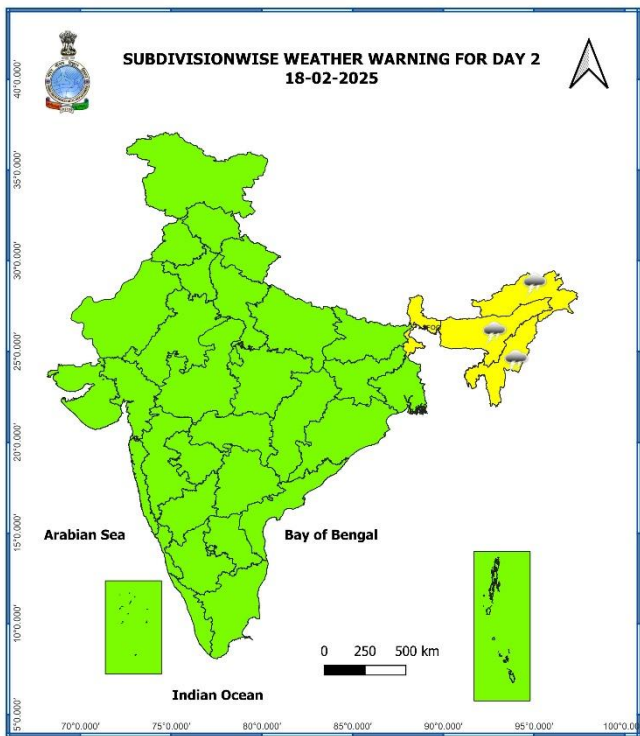 SUBDIVISIONWISE WEATHER WARNING FOR DAY 2
18-02-2025
40°0.000'
35°0.000'
30°0.000'
25°0.000'
20°0.000'
15°0.000'
10°0.000'
5°0.000'
Arabian Sea
Bay of Bengal
0 250 500 km
Indian Ocean
70°0.000' 75°0.000' 80°0.000' 85°0.000' 90°0.000' 95°0.000' 100°0.00